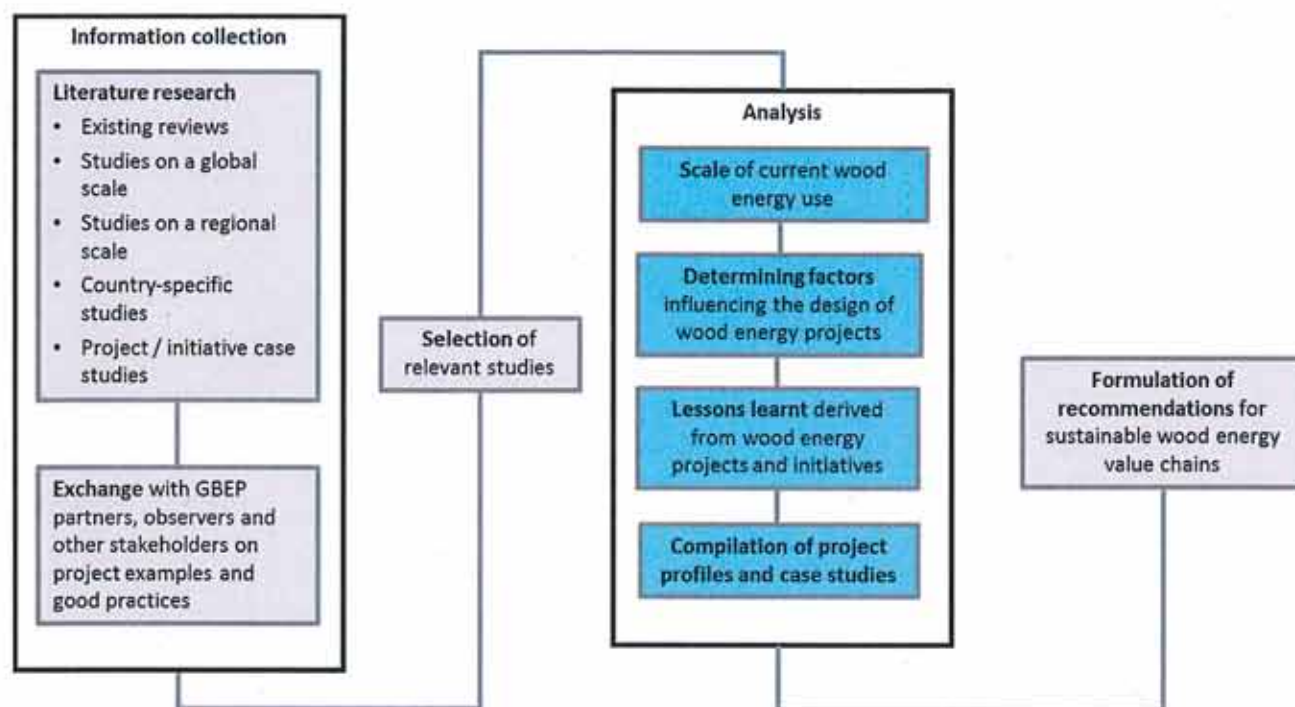 Information collection
Literature research
• Existing reviews
• Studies on a global
scale
• Studies on a regional
scale
• Country-specific
studies
• Project / initiative case
studies
Exchange with GBEP
partners, observers and
other stakeholders on
project examples and
good practices
Selection of
relevant studies
Analysis
Scale of current wood
energy use
Determining factors
influencing the design of
wood energy projects
Lessons learnt derived
from wood energy
projects and initiatives
Compilation of project
profiles and case studies
Formulation of
recommendations for
sustainable wood energy
value chains